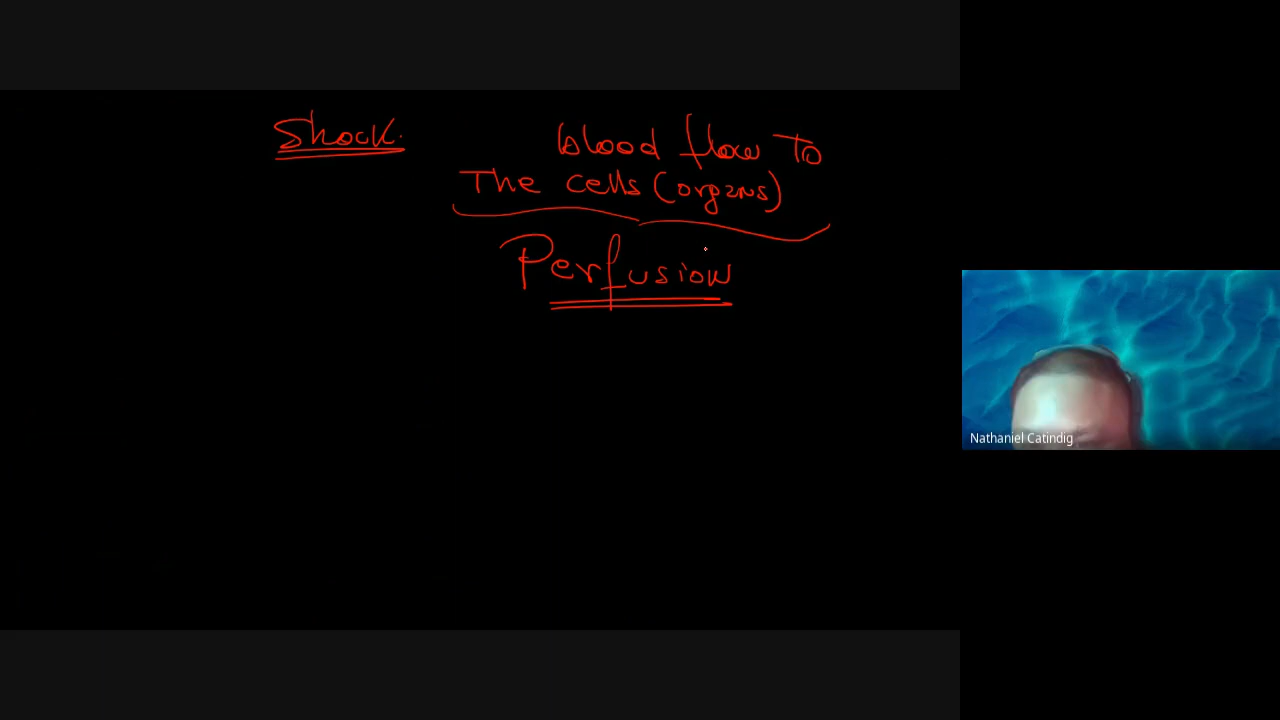 Shock.
blood flow To
The cells (organs)
Perfusion
Nathaniel Catindig